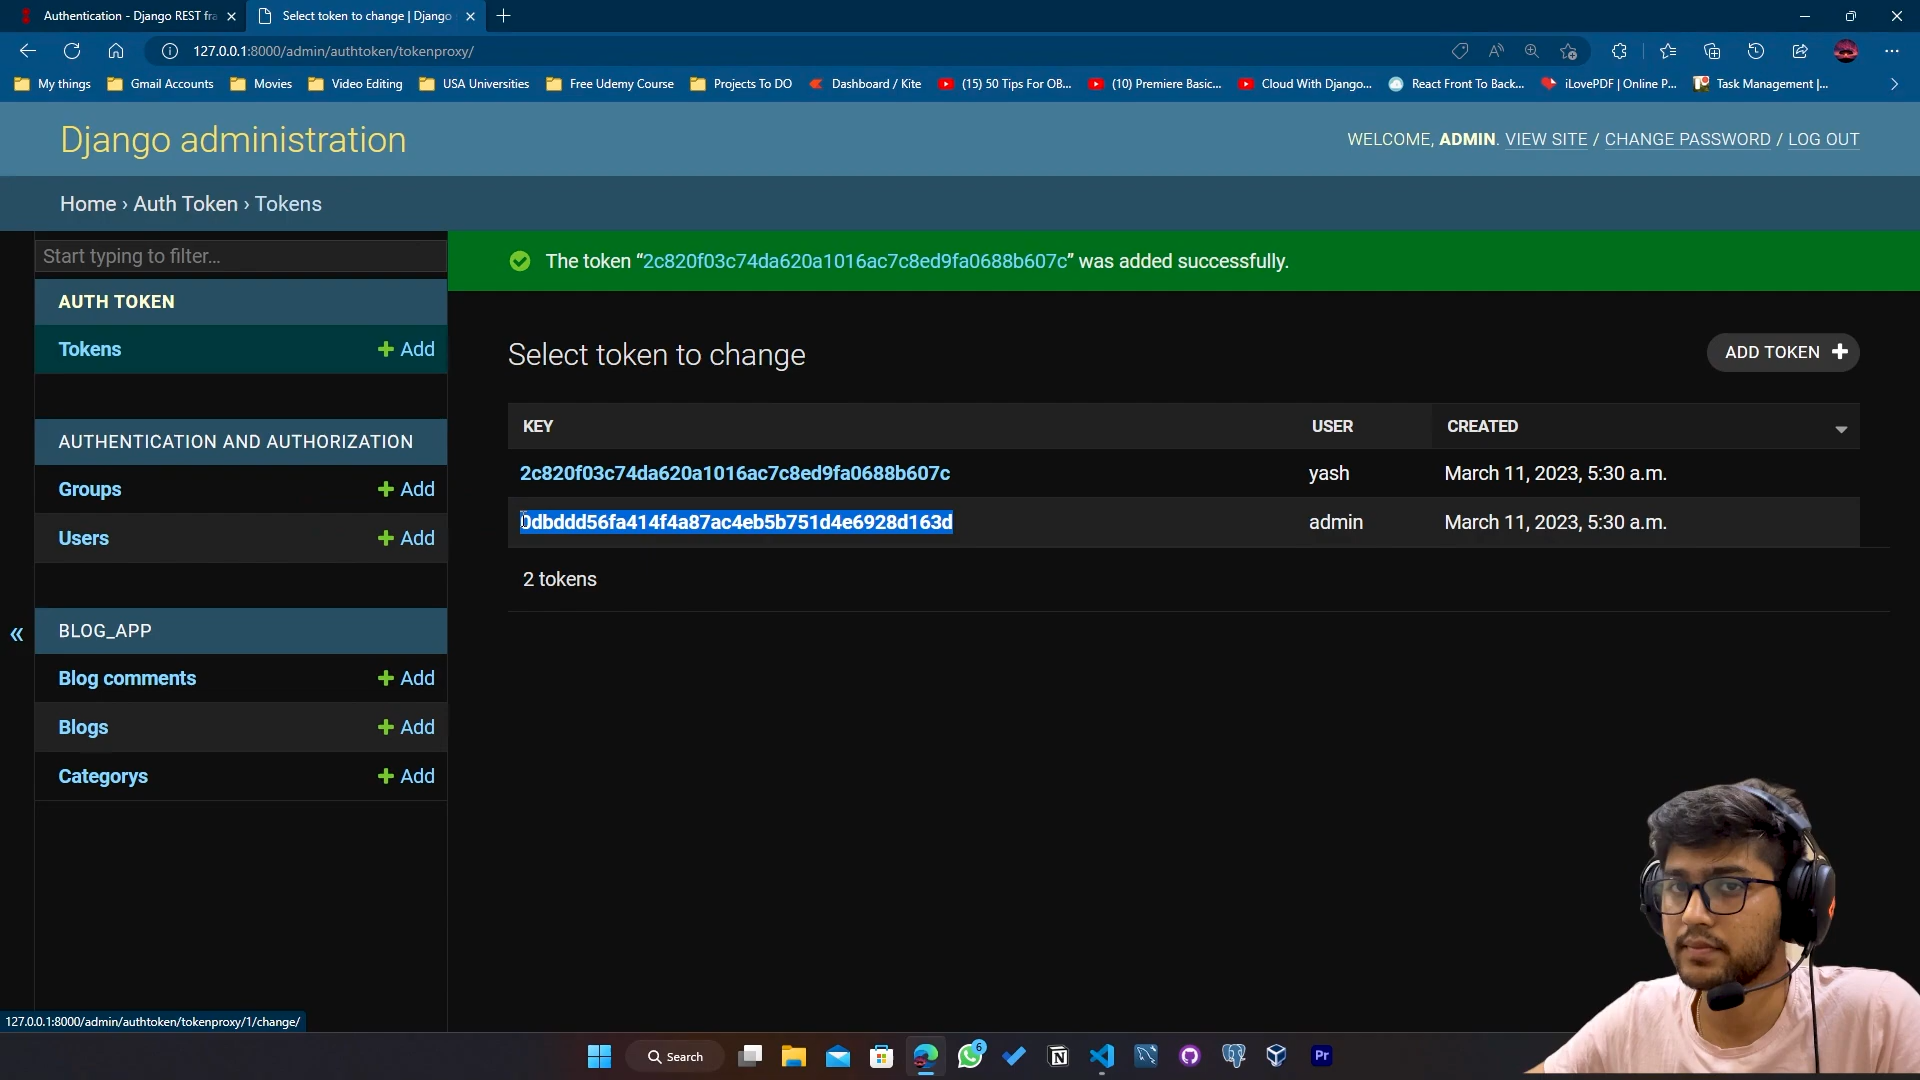 Authentication - Django REST fra
Select token to change | Django
127.0.0.1:8000/admin/authtoken/tokenproxy/
My things
Gmail Accounts
Movies
Video Editing
USA Universities
Free Udemy Course
Projects To DO
Dashboard / Kite
(15) 50 Tips For OB...
(10) Premiere Basic...
Cloud With Django...
React Front To Back...
iLovePDF | Online P...
Task Management |...
Django administration
WELCOME, ADMIN. VIEW SITE / CHANGE PASSWORD / LOG OUT
Home › Auth Token › Tokens
Start typing to filter...
The token “2c820f03c74da620a1016ac7c8ed9fa0688b607c” was added successfully.
AUTH TOKEN
Tokens
Add
Select token to change
ADD TOKEN
KEY
USER
CREATED
2c820f03c74da620a1016ac7c8ed9fa0688b607c
yash
March 11, 2023, 5:30 a.m.
0dbddd56fa414f4a87ac4eb5b751d4e6928d163d
admin
March 11, 2023, 5:30 a.m.
2 tokens
AUTHENTICATION AND AUTHORIZATION
Groups
Add
Users
Add
BLOG_APP
Blog comments
Add
Blogs
Add
Categorys
Add
127.0.0.1:8000/admin/authtoken/tokenproxy/1/change/
Search
6
N
Pr